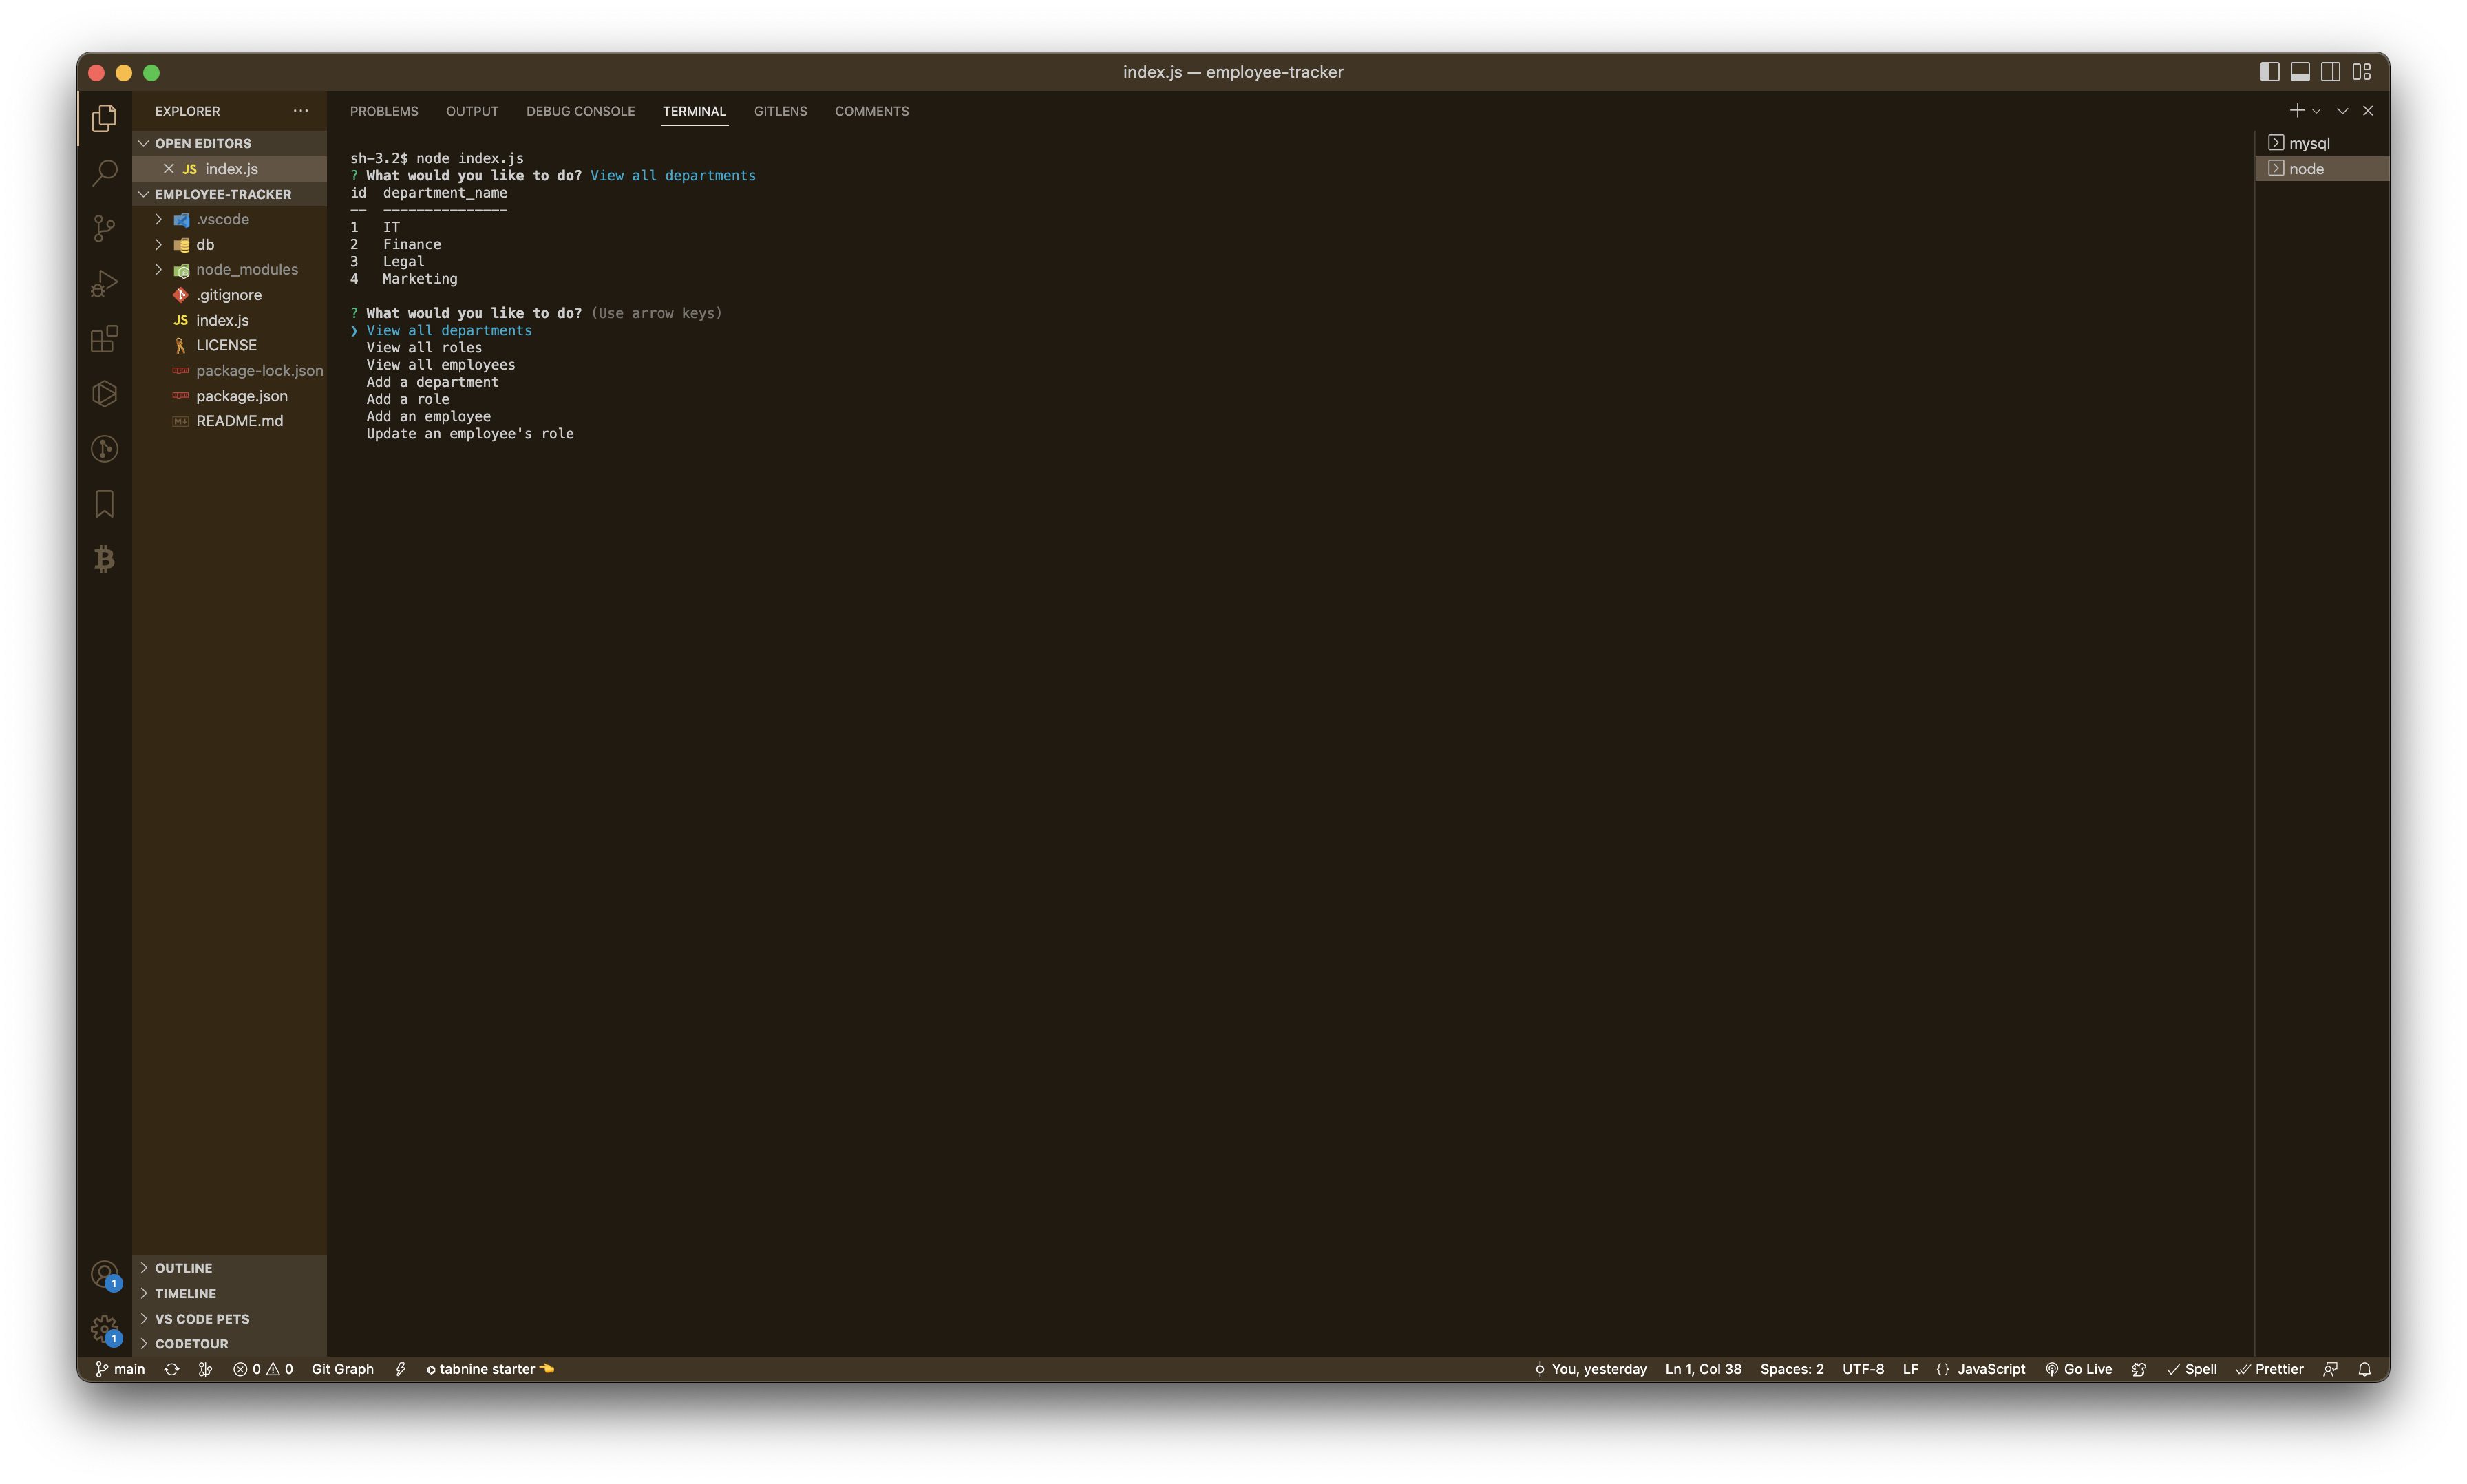 index.js — employee-tracker
EXPLORER
OPEN EDITORS
JS index.js
EMPLOYEE-TRACKER
.vscode
db
node_modules
.gitignore
JS index.js
LICENSE
package-lock.json
package.json
README.md
OUTLINE
TIMELINE
VS CODE PETS
CODETOUR
PROBLEMS OUTPUT DEBUG CONSOLE TERMINAL GITLENS COMMENTS
sh-3.2$ node index.js
? What would you like to do? View all departments
id  department_name
--  ---------------
1   IT
2   Finance
3   Legal
4   Marketing
? What would you like to do? (Use arrow keys)
❯ View all departments
View all roles
View all employees
Add a department
Add a role
Add an employee
Update an employee's role
mysql
node
1
1
main 0 0 Git Graph tabnine starter You, yesterday Ln 1, Col 38 Spaces: 2 UTF-8 LF {} JavaScript Go Live Spell Prettier